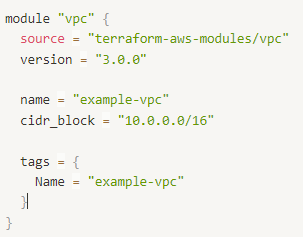 module "vpc" {
source = "terraform-aws-modules/vpc"
version = "3.0.0"
name = "example-vpc"
cidr_block = "10.0.0.0/16"
tags = {
Name = "example-vpc"
}
}